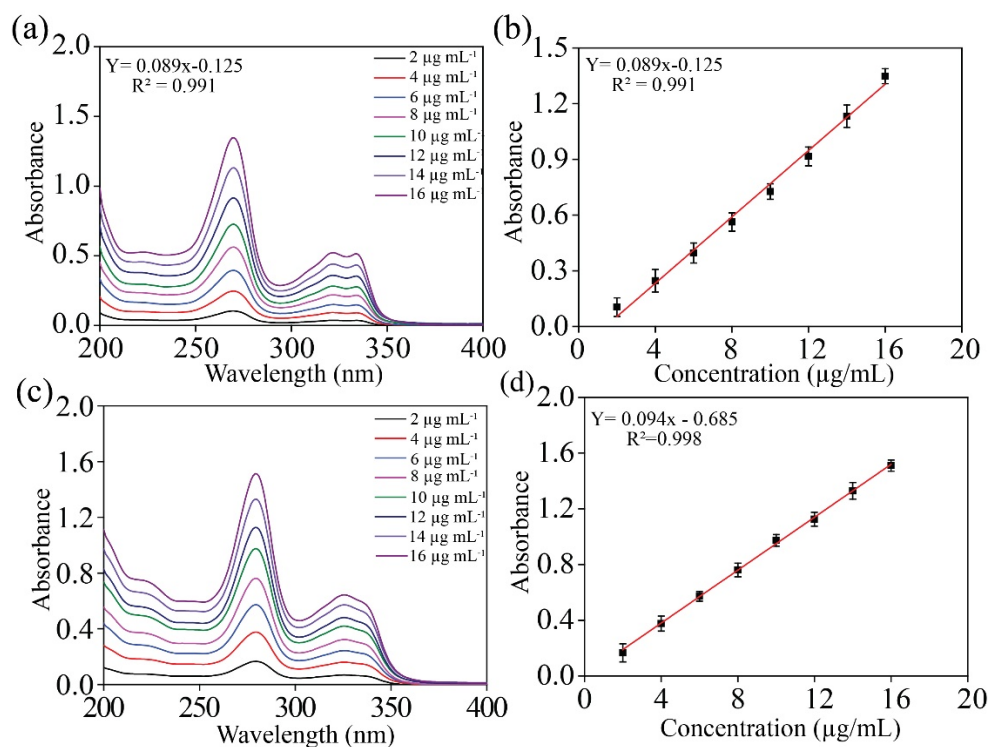 (a)
2.0
1.5
1.0
0.5
0.0
Absorbance
Y= 0.089x-0.125
R² = 0.991
2 µg mL⁻¹
4 µg mL⁻¹
6 µg mL⁻¹
8 µg mL⁻¹
10 µg mL⁻¹
12 µg mL⁻¹
14 µg mL⁻¹
16 µg mL⁻¹
200 250 300 350 400
Wavelength (nm)
(b)
1.5
1.2
0.9
0.6
0.3
0.0
Absorbance
Y= 0.089x-0.125
R² = 0.991
4 8 12 16 20
Concentration (µg/mL)
(c)
2.0
1.6
1.2
0.8
0.4
0.0
Absorbance
2 µg mL⁻¹
4 µg mL⁻¹
6 µg mL⁻¹
8 µg mL⁻¹
10 µg mL⁻¹
12 µg mL⁻¹
14 µg mL⁻¹
16 µg mL⁻¹
200 250 300 350 400
Wavelength (nm)
(d)
2.0
1.6
1.2
0.8
0.4
0.0
Absorbance
Y= 0.094x - 0.685
R²=0.998
0 4 8 12 16 20
Concentration (µg/mL)